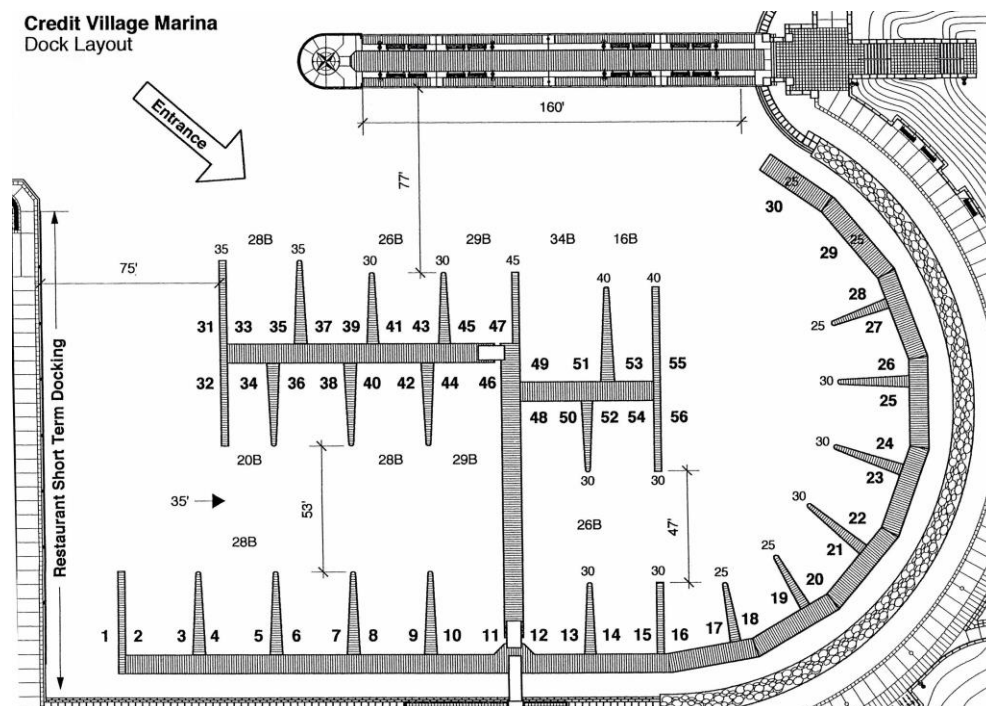 Credit Village Marina
Dock Layout
Entrance
160'
77'
25
30
25
29
28B 26B 29B 34B 16B
35 35 30 30 45 40 40
75'
28
25
27
31 33 35 37 39 41 43 45 47
49 51 53 55
26
30
25
32 34 36 38 40 42 44 46
48 50 52 54 56
24
30
23
20B 28B 29B
30 30
35'
53'
47'
26B
28B
30
22
21
30 30 25 25
20
19
1 2 3 4 5 6 7 8 9 10 11 12 13 14 15 16 17 18
Restaurant Short Term Docking